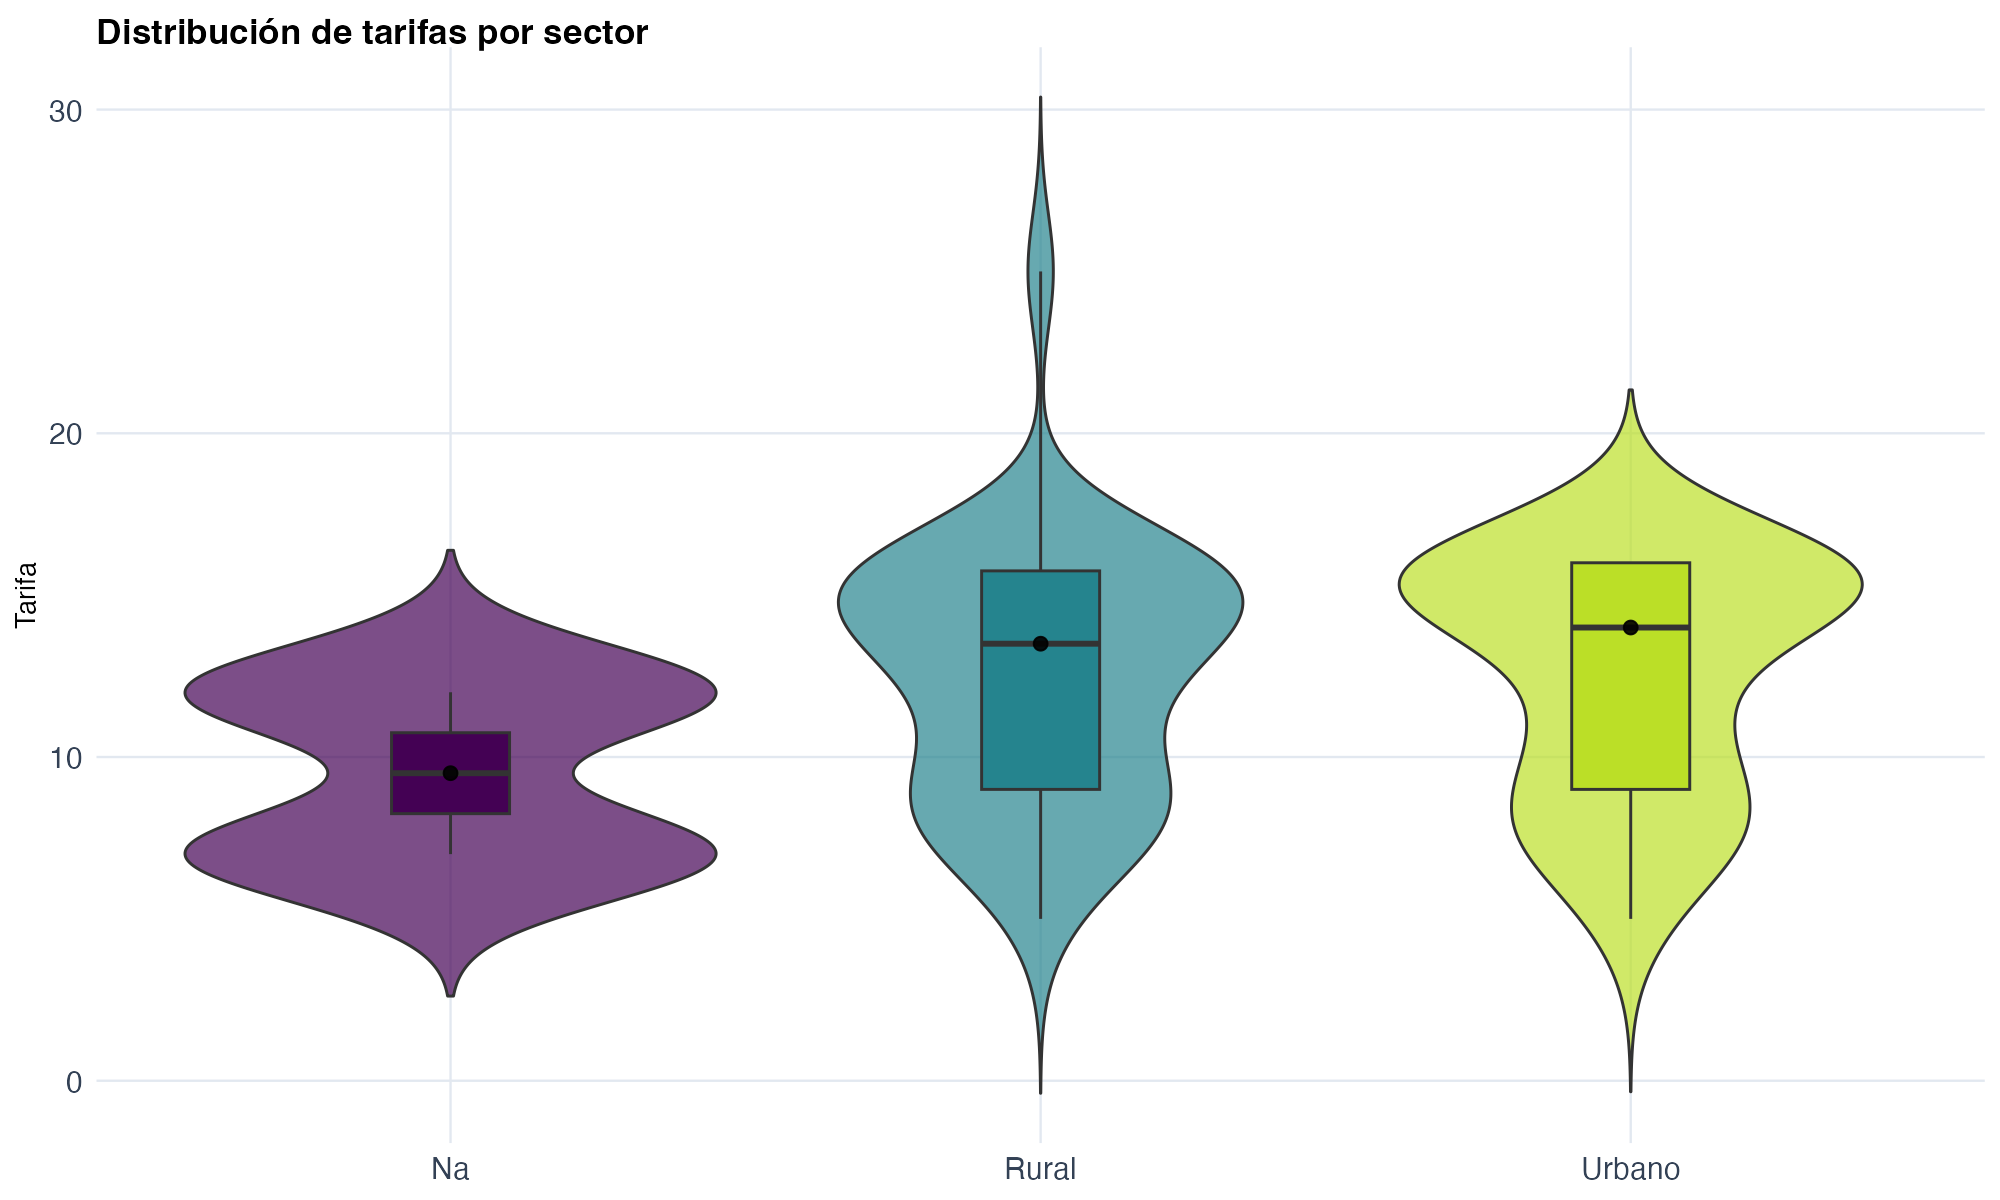 Distribución de tarifas por sector
Tarifa
30
20
10
0
Na
Rural
Urbano